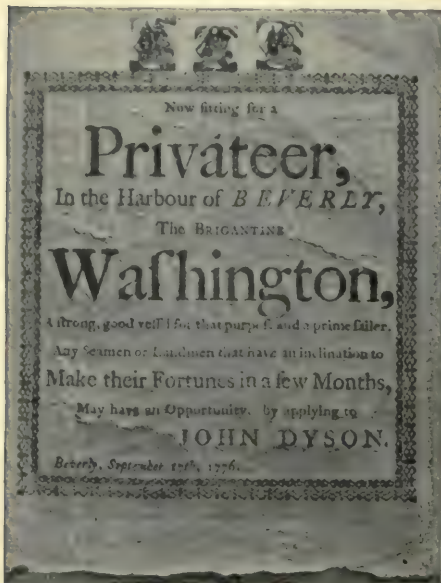 Now fitting for a
Privateer,
In the Harbour of BEVERLY,
The BRIGANTINE
Waſhington,
A ſtrong, good veſſel for that purpoſe and a prime ſailer.
Any Seamen or Landmen that have an inclination to
Make their Fortunes in a few Months,
May have an Opportunity, by applying to
JOHN DYSON.
Beverly, September 17th, 1776.